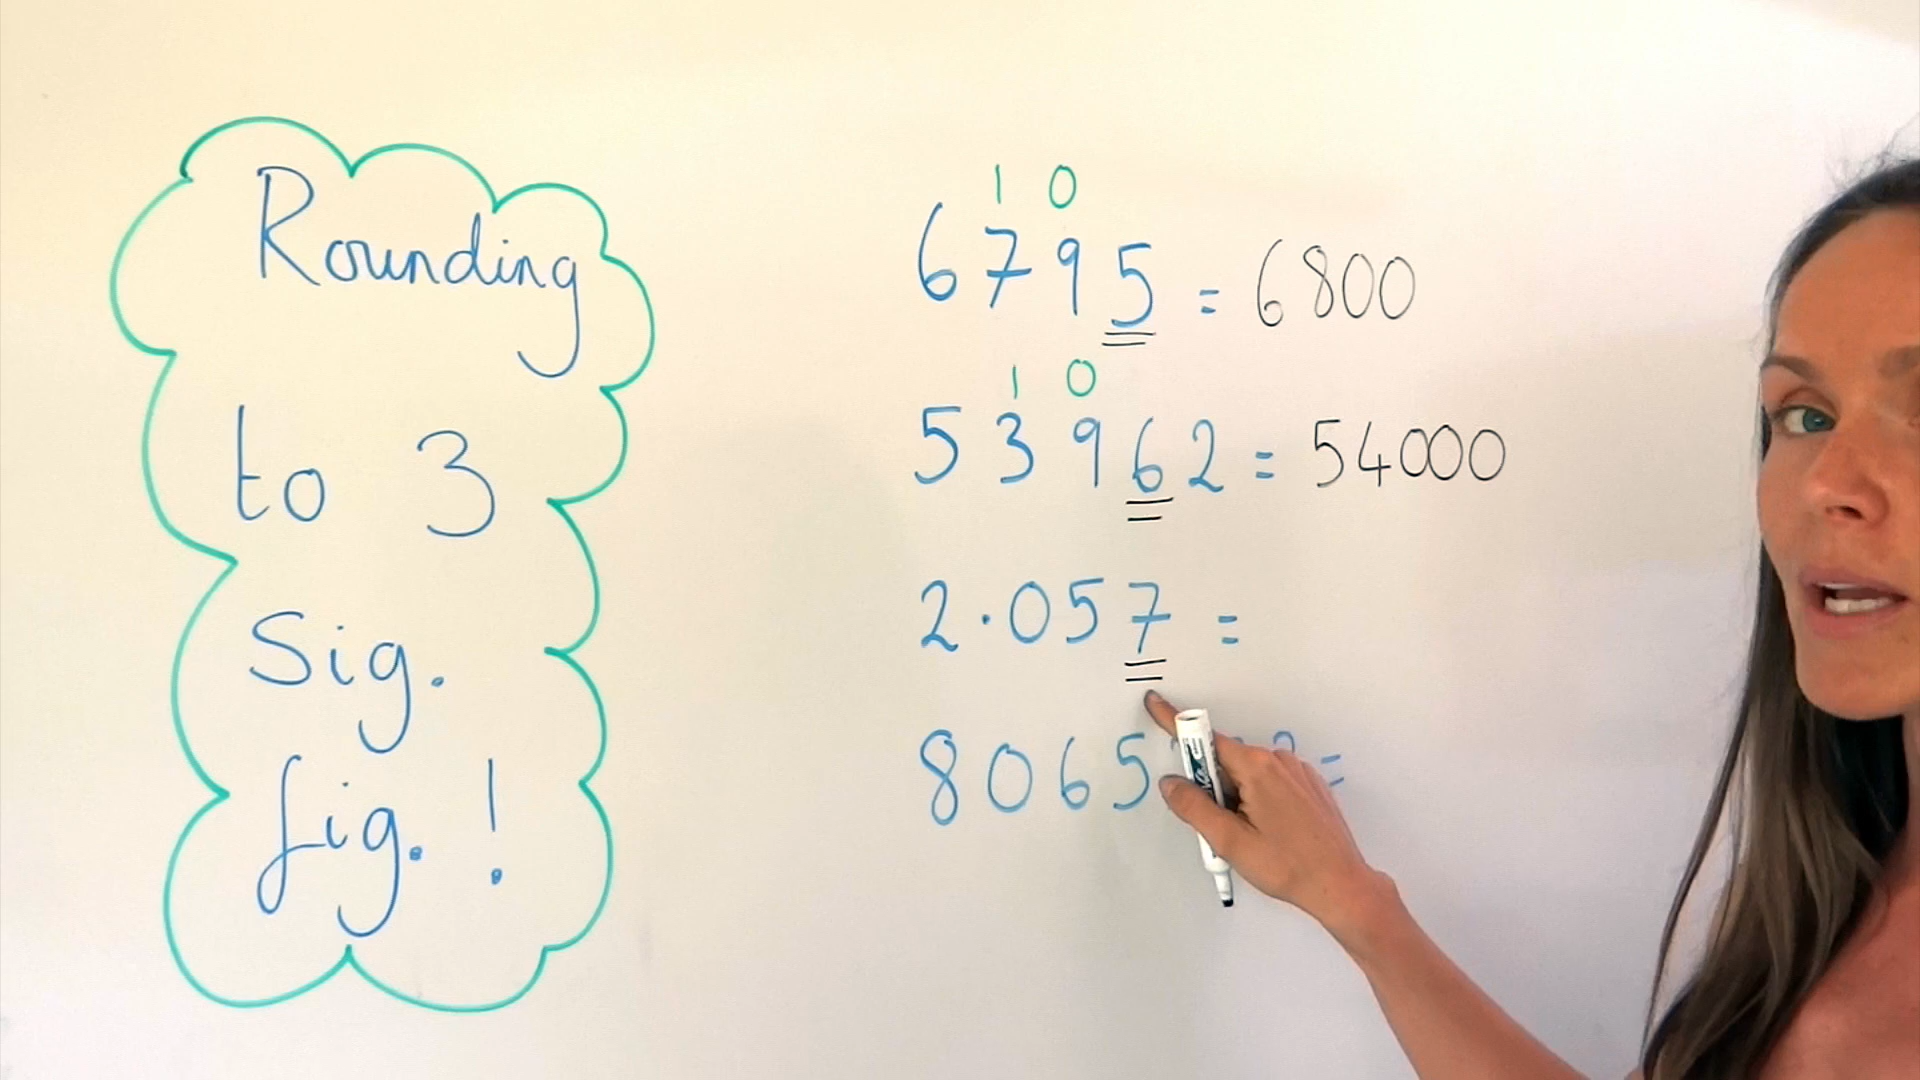 Rounding
to 3
Sig.
fig. !
1 0
6795 = 6800
1 0
53962 = 54000
2·057 =
8065 =